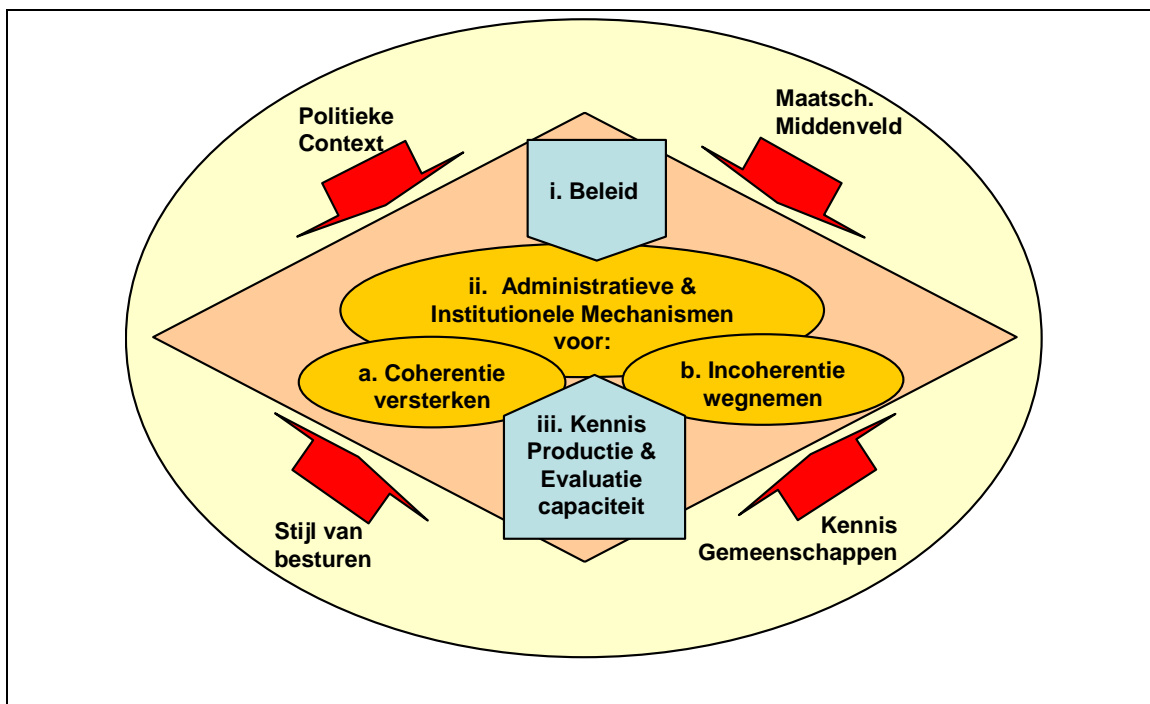 Politieke
Context
Maatsch.
Middenveld
i. Beleid
ii. Administratieve &
Institutionele Mechanismen
voor:
a. Coherentie
versterken
b. Incoherentie
wegnemen
iii. Kennis
Productie &
Evaluatie
capaciteit
Stijl van
besturen
Kennis
Gemeenschappen